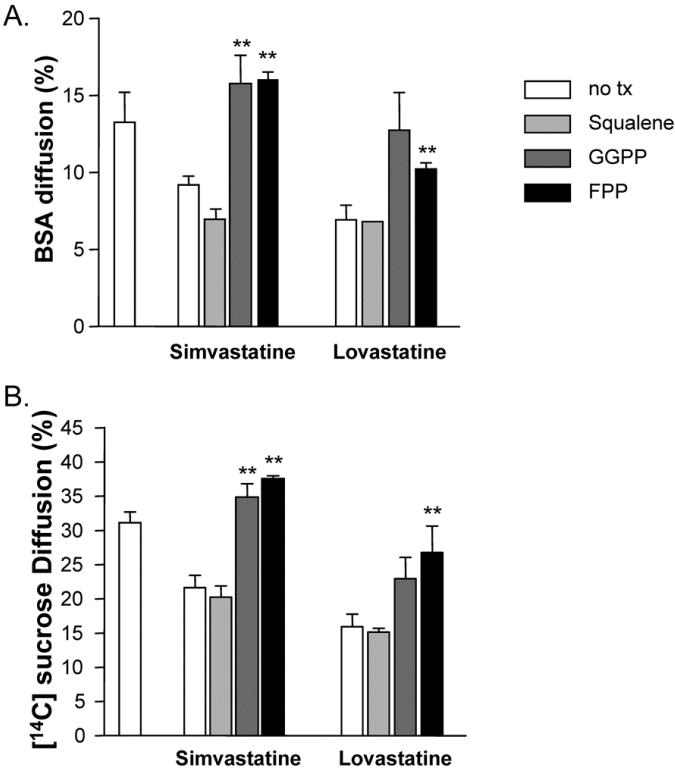 A.
20
15
10
5
0
BSA diffusion (%)
** **
**
Simvastatine Lovastatine
no tx
Squalene
GGPP
FPP
B.
45
40
35
30
25
20
15
10
5
0
[¹⁴C] sucrose Diffusion (%)
** **
**
Simvastatine Lovastatine